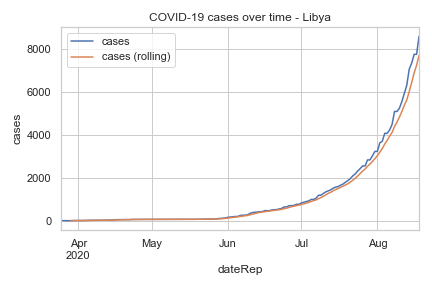 COVID-19 cases over time - Libya
cases
cases (rolling)
8000
6000
4000
2000
0
cases
Apr
2020
May
Jun
Jul
Aug
dateRep